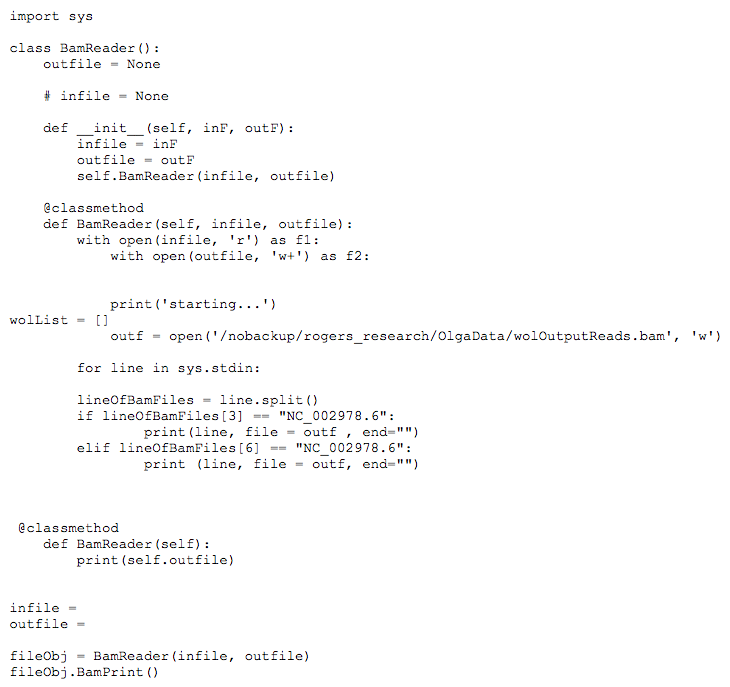 import sys

class BamReader():
    outfile = None

    # infile = None

    def __init__(self, inF, outF):
        infile = inF
        outfile = outF
        self.BamReader(infile, outfile)

    @classmethod
    def BamReader(self, infile, outfile):
        with open(infile, 'r') as f1:
            with open(outfile, 'w+') as f2:


            print('starting...')
wolList = []
            outf = open('/nobackup/rogers_research/OlgaData/wolOutputReads.bam', 'w')

        for line in sys.stdin:

        lineOfBamFiles = line.split()
        if lineOfBamFiles[3] == "NC_002978.6":
                print(line, file = outf , end="")
        elif lineOfBamFiles[6] == "NC_002978.6":
                print (line, file = outf, end="")



 @classmethod
    def BamReader(self):
        print(self.outfile)


infile =
outfile =

fileObj = BamReader(infile, outfile)
fileObj.BamPrint()